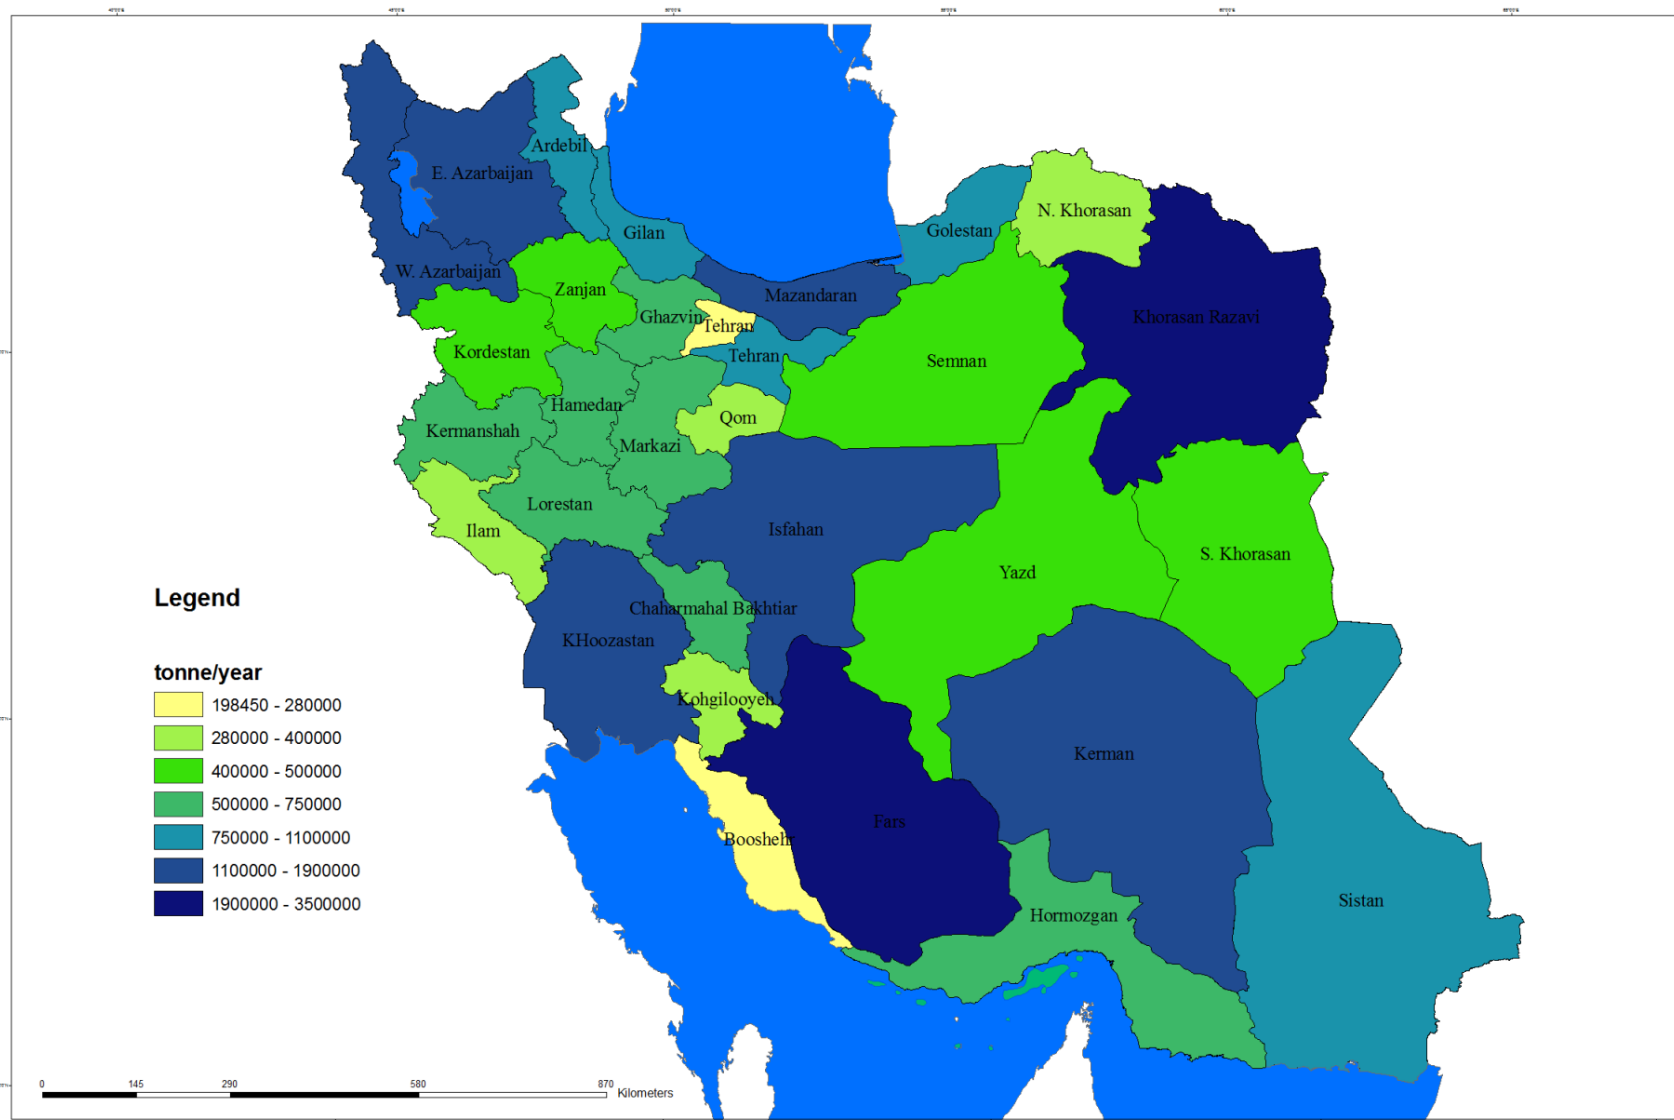 Ardebil
E. Azarbaijan
N. Khorasan
Gilan
Golestan
W. Azarbaijan
Zanjan
Mazandaran
Ghazvin
Khorasan Razavi
Tehran
Kordestan
Tehran
Semnan
Hamedan
Qom
Kermanshah
Markazi
Lorestan
Ilam
Isfahan
S. Khorasan
Yazd
Chaharmahal Bakhtiar
KHoozastan
Kohgilooyeh
Kerman
Fars
Booshehr
Sistan
Hormozgan
Legend
tonne/year
198450 - 280000
280000 - 400000
400000 - 500000
500000 - 750000
750000 - 1100000
1100000 - 1900000
1900000 - 3500000
0 145 290 580 870
Kilometers